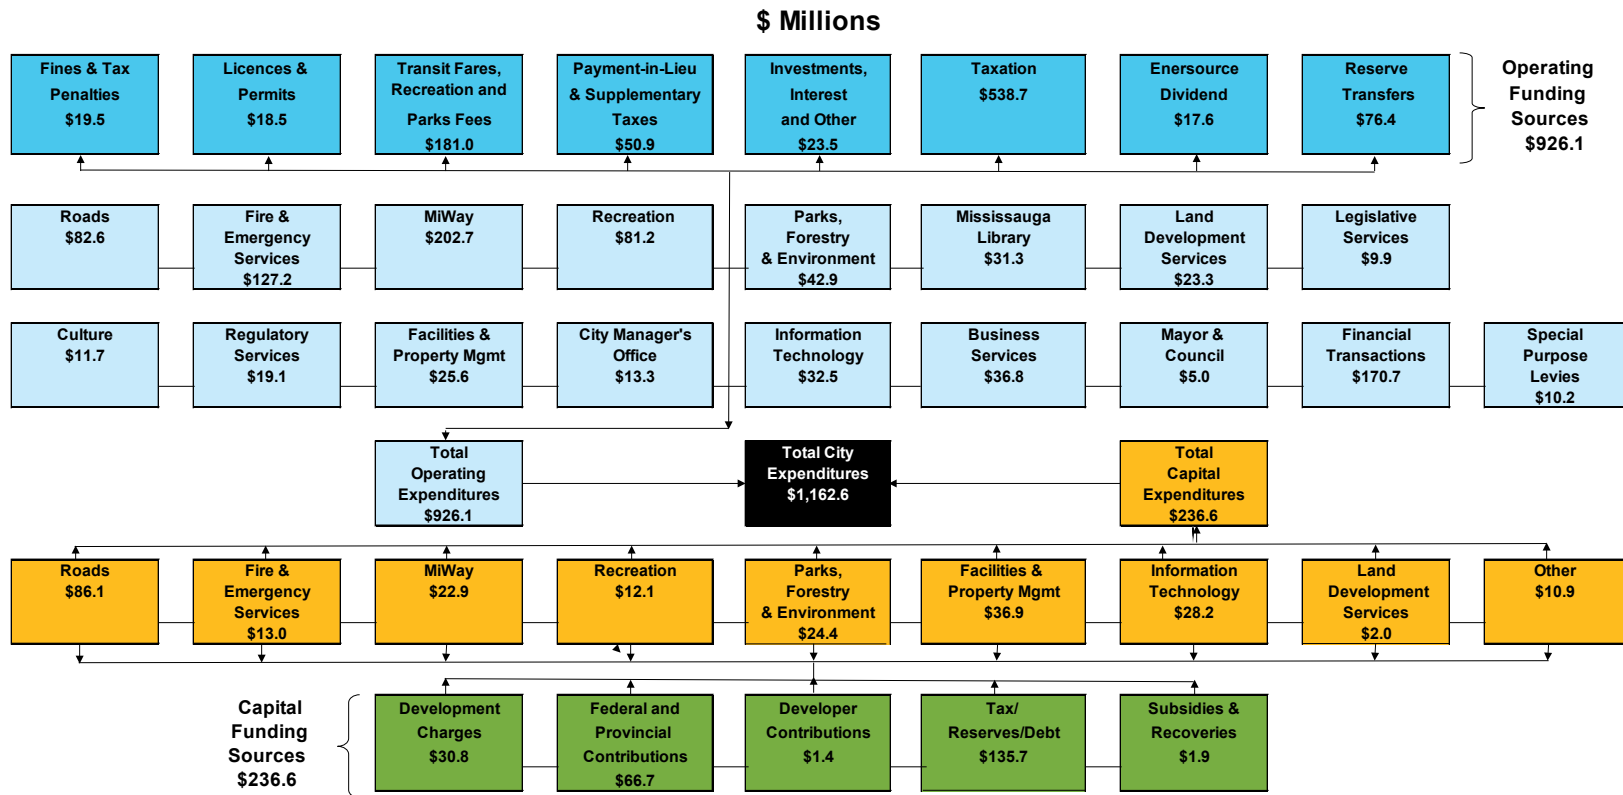 $ Millions
Fines & Tax
Penalties
$19.5
Licences &
Permits
$18.5
Transit Fares,
Recreation and
Parks Fees
$181.0
Payment-in-Lieu
& Supplementary
Taxes
$50.9
Investments,
Interest
and Other
$23.5
Taxation
$538.7
Enersource
Dividend
$17.6
Reserve
Transfers
$76.4
Operating
Funding
Sources
$926.1
Roads
$82.6
Fire &
Emergency
Services
$127.2
MiWay
$202.7
Recreation
$81.2
Parks,
Forestry
& Environment
$42.9
Mississauga
Library
$31.3
Land
Development
Services
$23.3
Legislative
Services
$9.9
Culture
$11.7
Regulatory
Services
$19.1
Facilities &
Property Mgmt
$25.6
City Manager's
Office
$13.3
Information
Technology
$32.5
Business
Services
$36.8
Mayor &
Council
$5.0
Financial
Transactions
$170.7
Special
Purpose
Levies
$10.2
Total
Operating
Expenditures
$926.1
Total City
Expenditures
$1,162.6
Total
Capital
Expenditures
$236.6
Roads
$86.1
Fire &
Emergency
Services
$13.0
MiWay
$22.9
Recreation
$12.1
Parks,
Forestry
& Environment
$24.4
Facilities &
Property Mgmt
$36.9
Information
Technology
$28.2
Land
Development
Services
$2.0
Other
$10.9
Capital
Funding
Sources
$236.6
Development
Charges
$30.8
Federal and
Provincial
Contributions
$66.7
Developer
Contributions
$1.4
Tax/
Reserves/Debt
$135.7
Subsidies &
Recoveries
$1.9